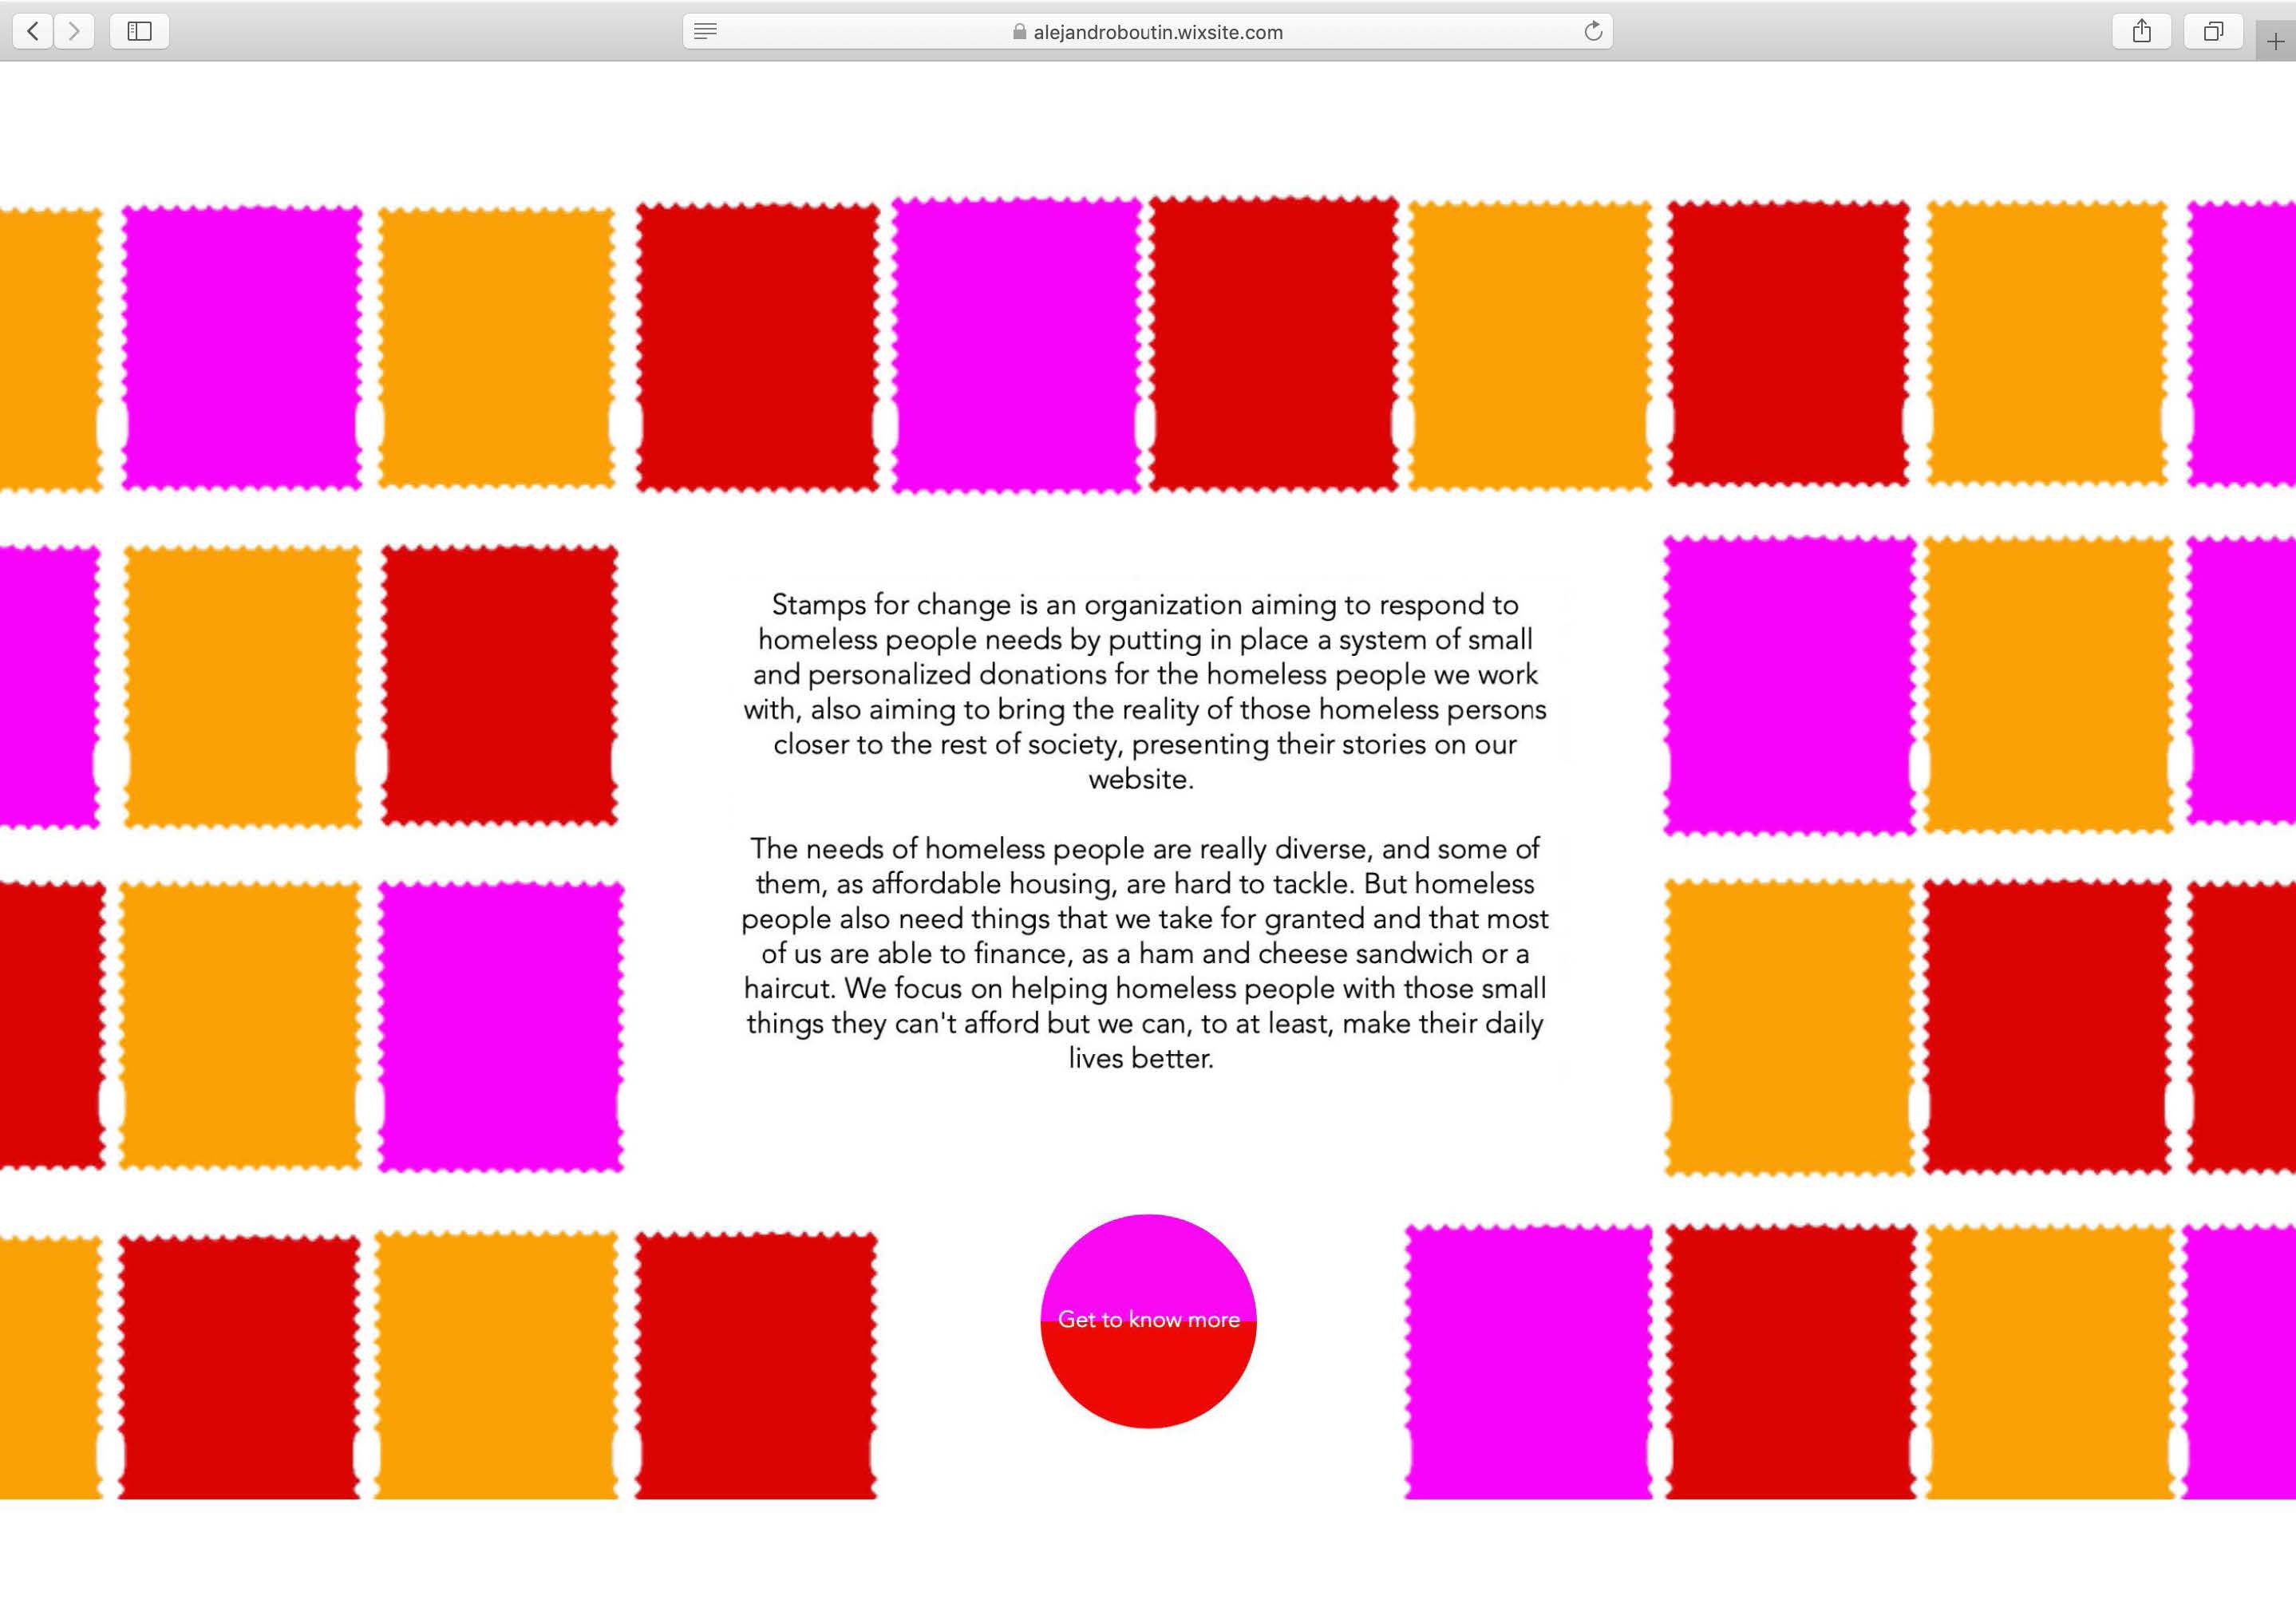 alejandroboutin.wixsite.com
Stamps for change is an organization aiming to respond to
homeless people needs by putting in place a system of small
and personalized donations for the homeless people we work
with, also aiming to bring the reality of those homeless persons
closer to the rest of society, presenting their stories on our
website.
The needs of homeless people are really diverse, and some of
them, as affordable housing, are hard to tackle. But homeless
people also need things that we take for granted and that most
of us are able to finance, as a ham and cheese sandwich or a
haircut. We focus on helping homeless people with those small
things they can't afford but we can, to at least, make their daily
lives better.
Get to know more